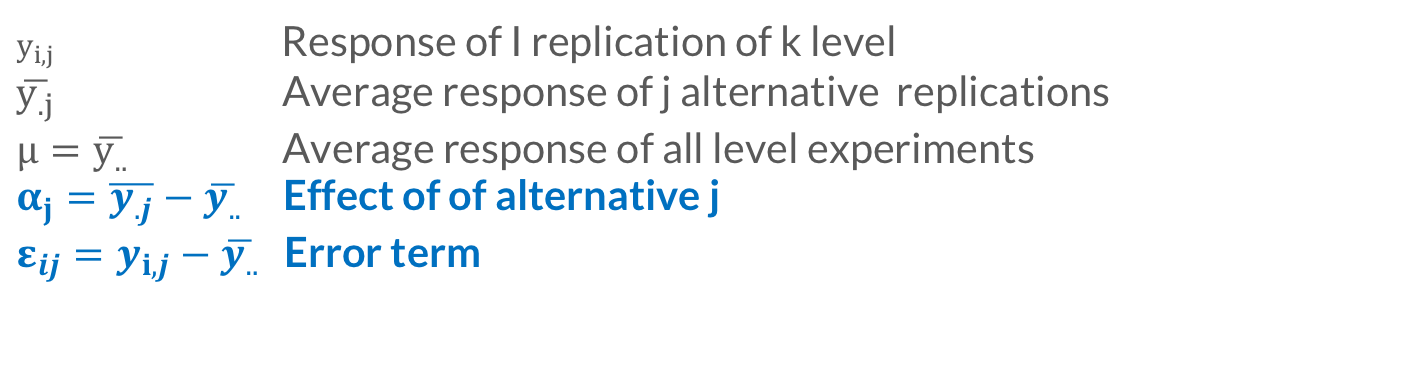 yi,j Response of I replication of k level
y̅.j Average response of j alternative replications
μ = y̅.. Average response of all level experiments
αj = y̅.j − y̅.. Effect of of alternative j
εij = yi,j − y̅.. Error term